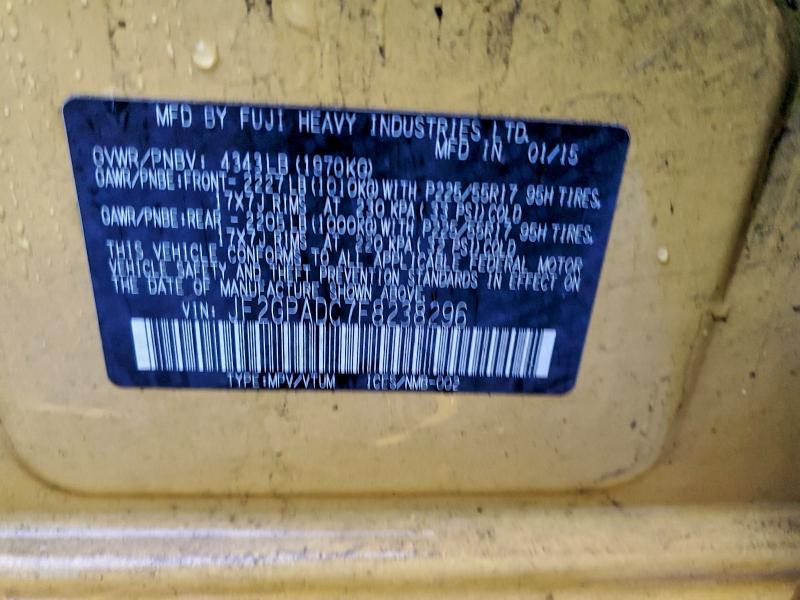 MFD BY FUJI HEAVY INDUSTRIES LTD.
MFD IN 01/15
GVWR/PNBV: 4343LB(1970KG)
GAWR/PNBE:FRONT- 2227LB(1010KG)WITH P225/55R17 95H TIRES,
17X7J RIMS AT 230 KPA(33 PSI)COLD
GAWR/PNBE:REAR - 2205LB(1000KG)WITH P225/55R17 95H TIRES,
17X7J RIMS AT 220 KPA(32 PSI)COLD
THIS VEHICLE CONFORMS TO ALL APPLICABLE FEDERAL MOTOR
VEHICLE SAFETY AND THEFT PREVENTION STANDARDS IN EFFECT ON
THE DATE OF MANUFACTURE SHOWN ABOVE.
VIN: JF2GPADC7F8238296
TYPE:MPV/VTUM ICES/NMB-002